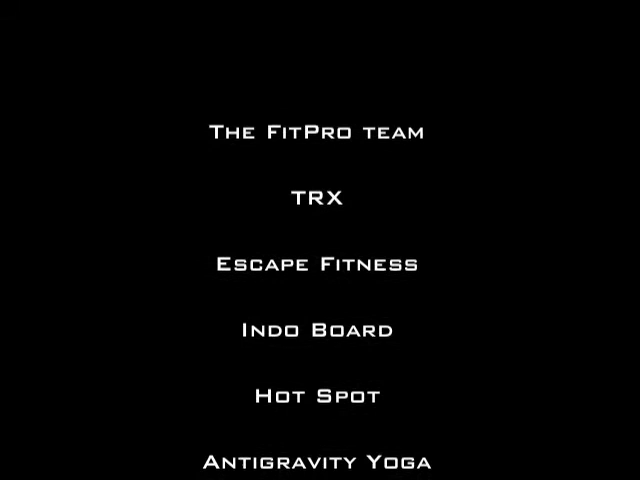 The FitPro team
TRX
Escape Fitness
Indo Board
Hot Spot
Antigravity Yoga